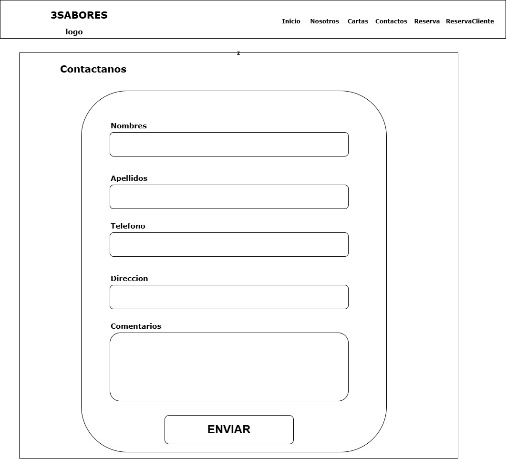 3SABORES
logo
Inicio Nosotros Cartas Contactos Reserva ReservaCliente
Contactanos
Nombres
Apellidos
Telefono
Direccion
Comentarios
ENVIAR